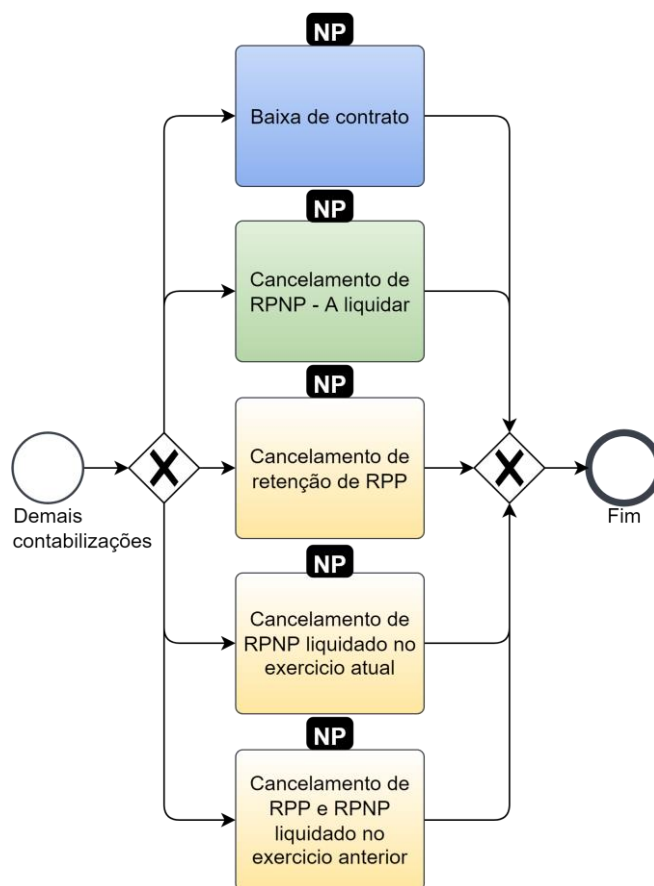 NP
Baixa de contrato
NP
Cancelamento de
RPNP - A liquidar
NP
Cancelamento de
retenção de RPP
Demais
contabilizações
Fim
NP
Cancelamento de
RPNP liquidado no
exercicio atual
NP
Cancelamento de
RPP e RPNP
liquidado no
exercicio anterior